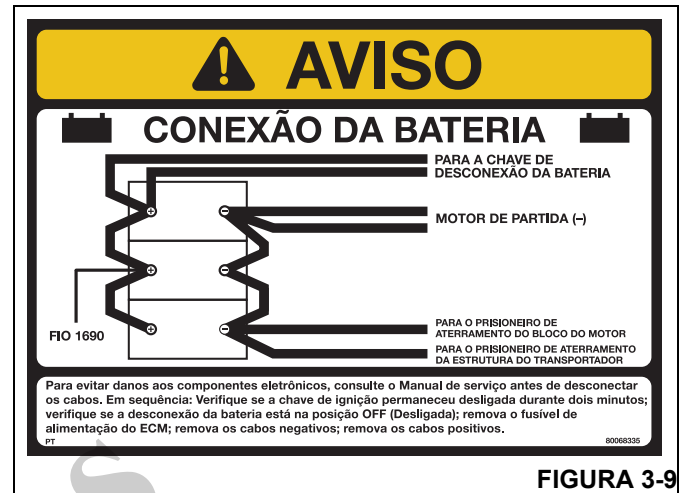 AVISO
CONEXÃO DA BATERIA
PARA A CHAVE DE
DESCONEXÃO DA BATERIA
MOTOR DE PARTIDA (–)
FIO 1690
PARA O PRISIONEIRO DE
ATERRAMENTO DO BLOCO DO MOTOR
PARA O PRISIONEIRO DE ATERRAMENTO
DA ESTRUTURA DO TRANSPORTADOR
Para evitar danos aos componentes eletrônicos, consulte o Manual de serviço antes de desconectar
os cabos. Em sequência: Verifique se a chave de ignição permaneceu desligada durante dois minutos;
verifique se a desconexão da bateria está na posição OFF (Desligada); remova o fusível de
alimentação do ECM; remova os cabos negativos; remova os cabos positivos.
PT
80068335
FIGURA 3-9